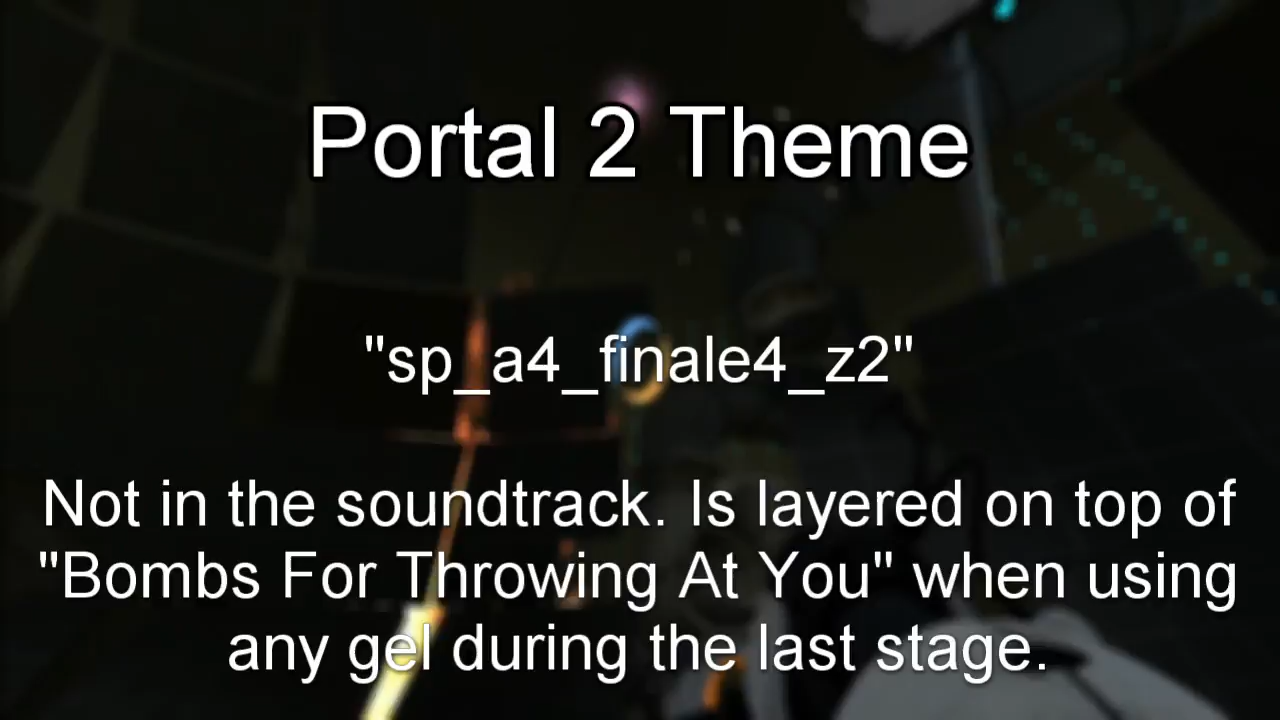 Portal 2 Theme
"sp_a4_finale4_z2"
Not in the soundtrack. Is layered on top of
"Bombs For Throwing At You" when using
any gel during the last stage.